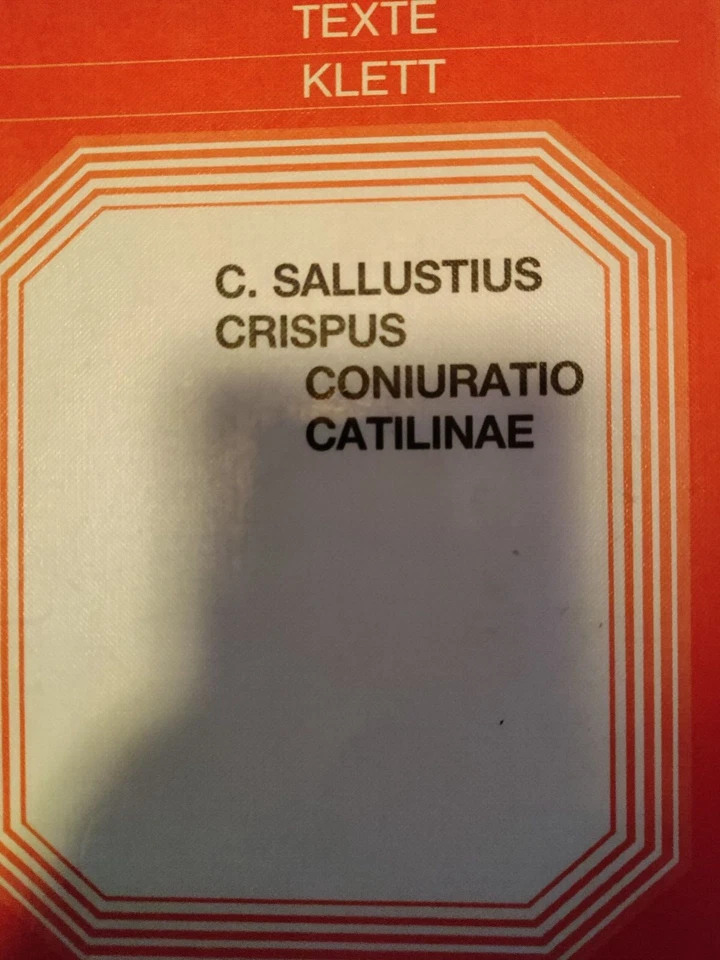 TEXTE
KLETT
C. SALLUSTIUS
CRISPUS
CONIURATIO
CATILINAE